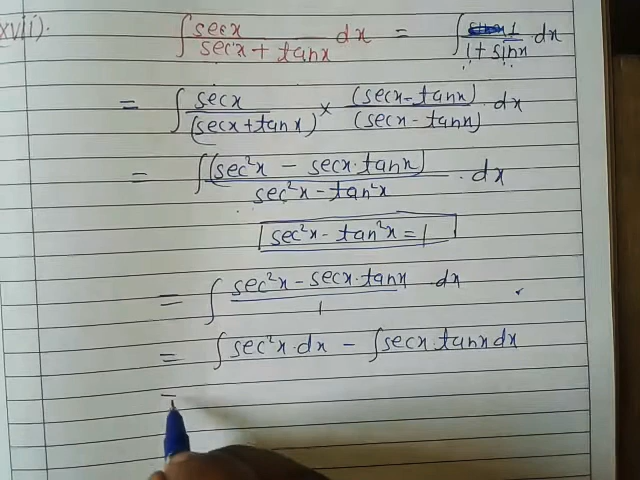 xvii). ∫ secx / (secx + tanx) dx = ∫ 1 / (1 + sinx) dx
= ∫ secx / (secx + tanx) × (secx - tanx) / (secx - tanx) . dx
= ∫ (sec²x - secx·tanx) / (sec²x - tan²x) . dx
sec²x - tan²x = 1
= ∫ (sec²x - secx·tanx) / 1 dx
= ∫ sec²x·dx - ∫ secx tanx dx
=